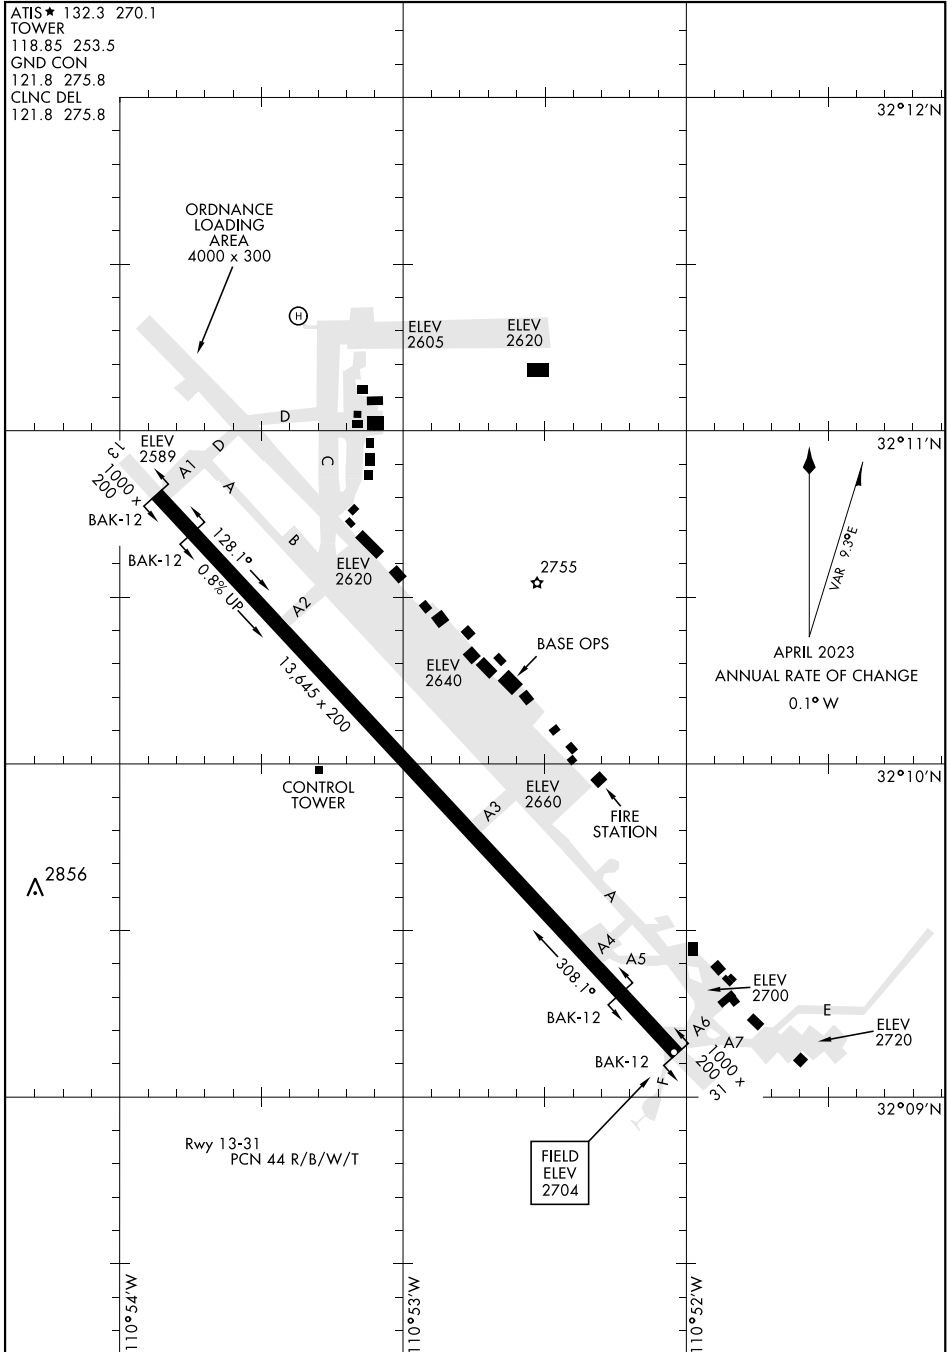 ATIS★ 132.3 270.1
TOWER
118.85 253.5
GND CON
121.8 275.8
CLNC DEL
121.8 275.8
32°12'N
ORDNANCE
LOADING
AREA
4000 x 300
H
ELEV
2605
ELEV
2620
D
13
1000 x
200
ELEV
2589
A1
D
A
C
32°11'N
BAK-12
BAK-12
128.1°
B
0.8% UP
ELEV
2620
2755
A2
VAR 9.3°E
APRIL 2023
ANNUAL RATE OF CHANGE
0.1° W
BASE OPS
ELEV
2640
13,645 x 200
32°10'N
CONTROL
TOWER
ELEV
2660
A3
FIRE
STATION
2856
A
A4
A5
308.1°
ELEV
2700
E
BAK-12
A6
A7
ELEV
2720
BAK-12
1000 x
200
31
F
32°09'N
Rwy 13-31
PCN 44 R/B/W/T
FIELD
ELEV
2704
110°54'W
110°53'W
110°52'W